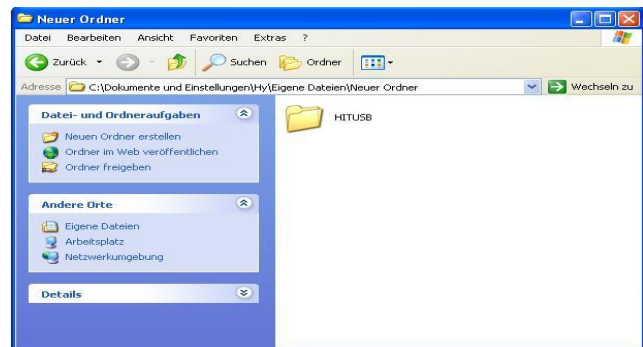 Neuer Ordner
Datei Bearbeiten Ansicht Favoriten Extras ?
Zurück Suchen Ordner
Adresse C:\Dokumente und Einstellungen\Hy\Eigene Dateien\Neuer Ordner Wechseln zu
Datei- und Ordneraufgaben
Neuen Ordner erstellen
Ordner im Web veröffentlichen
Ordner freigeben
Andere Orte
Eigene Dateien
Arbeitsplatz
Netzwerkumgebung
Details
HITUSB